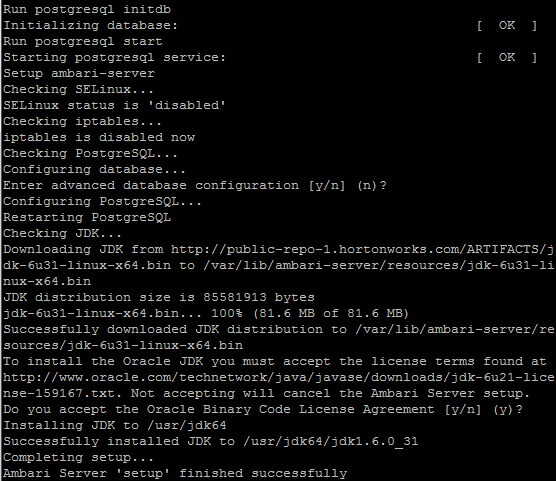 Run postgresql initdb
Initializing database: [ OK ]
Run postgresql start
Starting postgresql service: [ OK ]
Setup ambari-server
Checking SELinux...
SELinux status is 'disabled'
Checking iptables...
iptables is disabled now
Checking PostgreSQL...
Configuring database...
Enter advanced database configuration [y/n] (n)?
Configuring PostgreSQL...
Restarting PostgreSQL
Checking JDK...
Downloading JDK from http://public-repo-1.hortonworks.com/ARTIFACTS/j
dk-6u31-linux-x64.bin to /var/lib/ambari-server/resources/jdk-6u31-li
nux-x64.bin
JDK distribution size is 85581913 bytes
jdk-6u31-linux-x64.bin... 100% (81.6 MB of 81.6 MB)
Successfully downloaded JDK distribution to /var/lib/ambari-server/re
sources/jdk-6u31-linux-x64.bin
To install the Oracle JDK you must accept the license terms found at
http://www.oracle.com/technetwork/java/javase/downloads/jdk-6u21-lice
nse-159167.txt. Not accepting will cancel the Ambari Server setup.
Do you accept the Oracle Binary Code License Agreement [y/n] (y)?
Installing JDK to /usr/jdk64
Successfully installed JDK to /usr/jdk64/jdk1.6.0_31
Completing setup...
Ambari Server 'setup' finished successfully